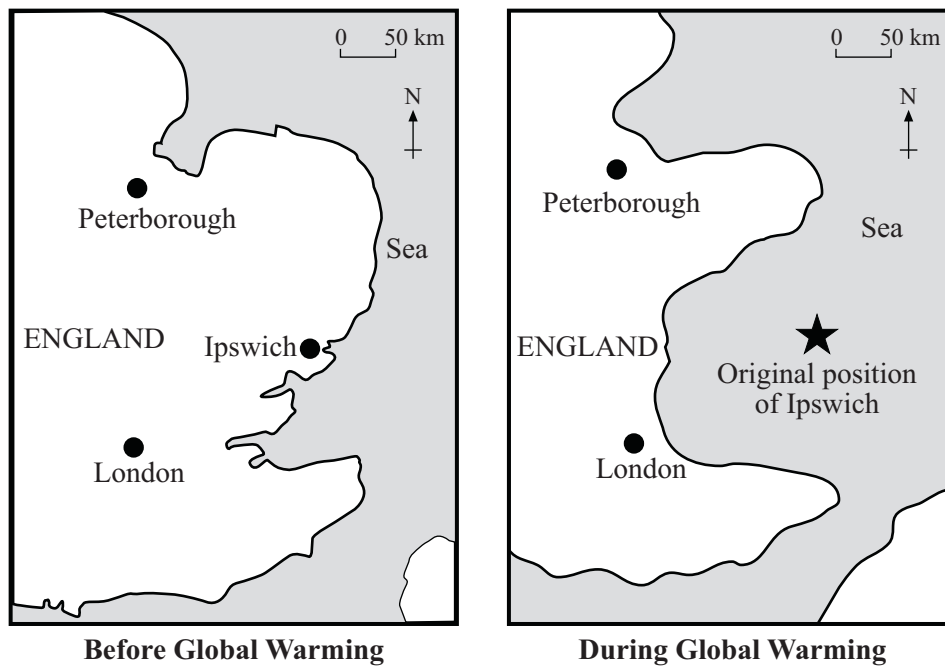 0 50 km
N
Peterborough
Sea
ENGLAND
Ipswich
London
Before Global Warming
0 50 km
N
Peterborough
Sea
ENGLAND
Original position
of Ipswich
London
During Global Warming